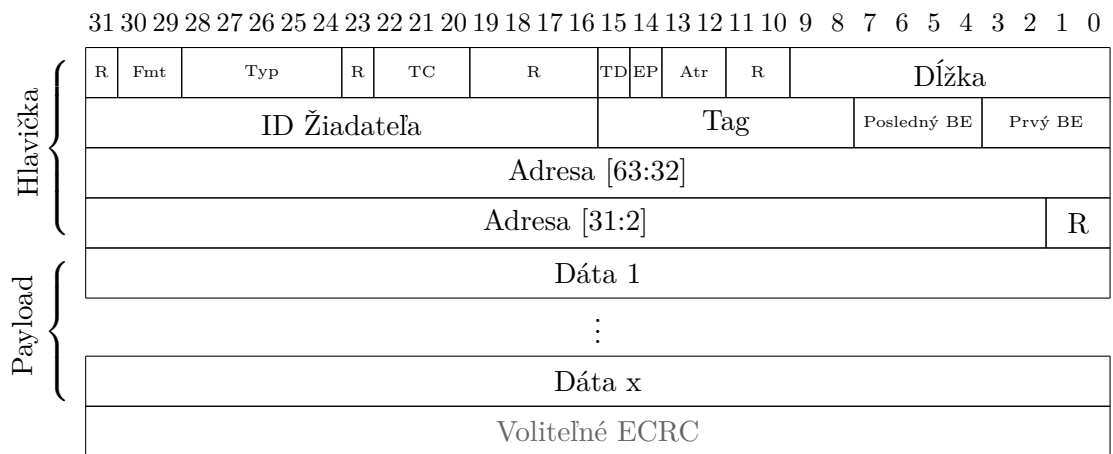 31 30 29 28 27 26 25 24 23 22 21 20 19 18 17 16 15 14 13 12 11 10 9 8 7 6 5 4 3 2 1 0
Hlavička
R Fmt Typ R TC R TD EP Atr R Dĺžka
ID Žiadateľa Tag Posledný BE Prvý BE
Adresa [63:32]
Adresa [31:2] R
Payload
Dáta 1
⋮
Dáta x
Voliteľné ECRC